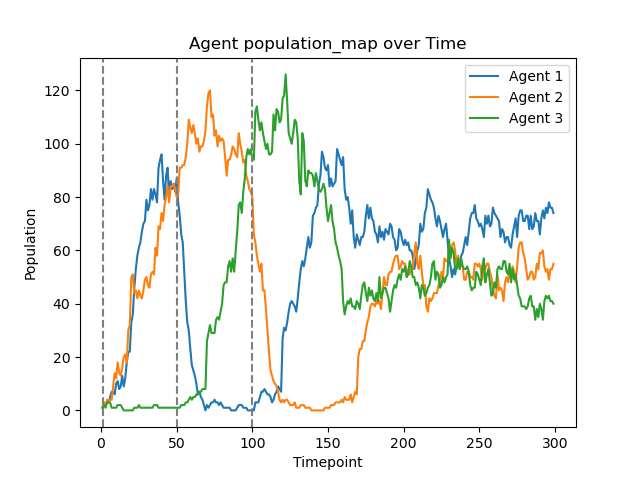 Agent population_map over Time
Agent 1
Agent 2
Agent 3
120
100
80
60
40
20
0
Population
0 50 100 150 200 250 300
Timepoint